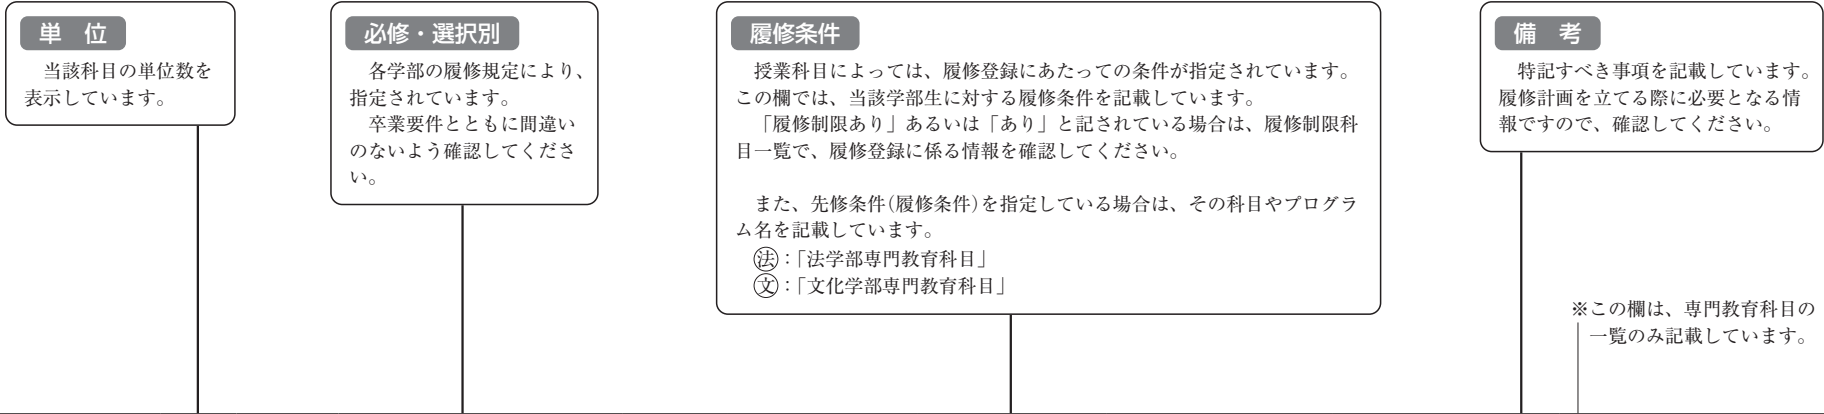 単　位
当該科目の単位数を
表示しています。
必修・選択別
各学部の履修規定により、
指定されています。
卒業要件とともに間違い
のないよう確認してくださ
い。
履修条件
授業科目によっては、履修登録にあたっての条件が指定されています。
この欄では、当該学部生に対する履修条件を記載しています。
「履修制限あり」あるいは「あり」と記されている場合は、履修制限科
目一覧で、履修登録に係る情報を確認してください。
また、先修条件(履修条件)を指定している場合は、その科目やプログラ
ム名を記載しています。
㊑：「法学部専門教育科目」
文：「文化学部専門教育科目」
備　考
特記すべき事項を記載しています。
履修計画を立てる際に必要となる情
報ですので、確認してください。
※この欄は、専門教育科目の
一覧のみ記載しています。